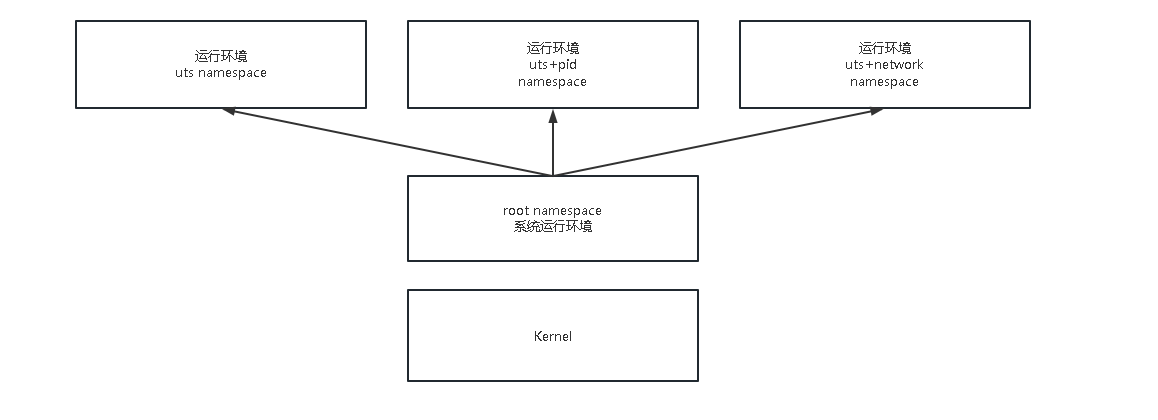 运行环境
uts namespace
运行环境
uts+pid
namespace
运行环境
uts+network
namespace
root namespace
系统运行环境
Kernel